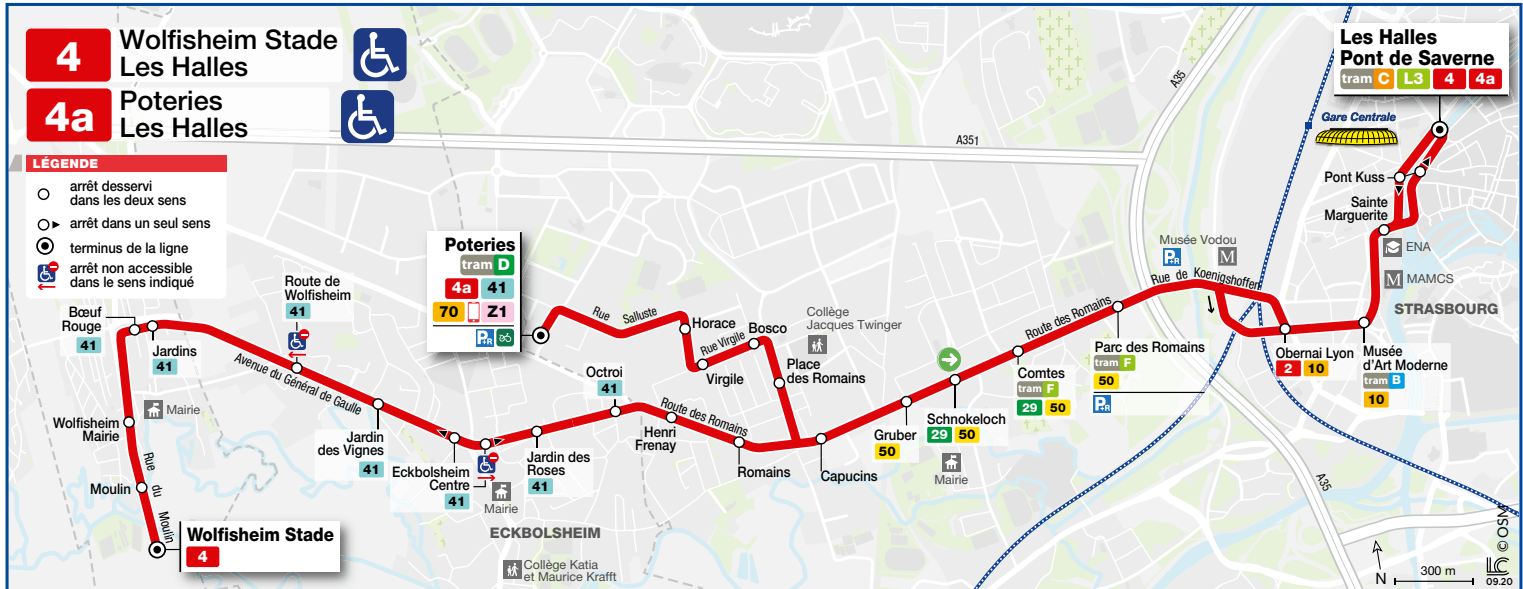 4
Wolfisheim Stade
Les Halles
4a
Poteries
Les Halles
LÉGENDE
arrêt desservi
dans les deux sens
arrêt dans un seul sens
terminus de la ligne
arrêt non accessible
dans le sens indiqué
Les Halles
Pont de Saverne
tram C L3 4 4a
Gare Centrale
A35
A351
Pont Kuss
Sainte
Marguerite
ENA
M MAMCS
STRASBOURG
Musée Vodou
P+R M
Rue de Koenigshoffen
Poteries
tram D
4a 41
70 Z1
P+R
Rue Salluste
Horace
Rue Virgile
Bosco
Virgile
Place
des Romains
Collège
Jacques Twinger
Route des Romains
Parc des Romains
tram F
50
P+R
Obernai Lyon
2 10
Musée
d'Art Moderne
tram B
10
Comtes
tram F
29 50
Schnokeloch
29 50
Mairie
Gruber
50
Capucins
Romains
Route des Romains
Henri
Frenay
Octroi
41
Jardin des
Roses
41
Eckbolsheim
Centre
41
Mairie
ECKBOLSHEIM
Collège Katia
et Maurice Krafft
Jardin
des Vignes
41
Route de
Wolfisheim
41
Avenue du Général de Gaulle
Jardins
41
Bœuf
Rouge
41
Mairie
Wolfisheim
Mairie
Rue du Moulin
Moulin
Wolfisheim Stade
4
A35
N
300 m
© OSM
09.20